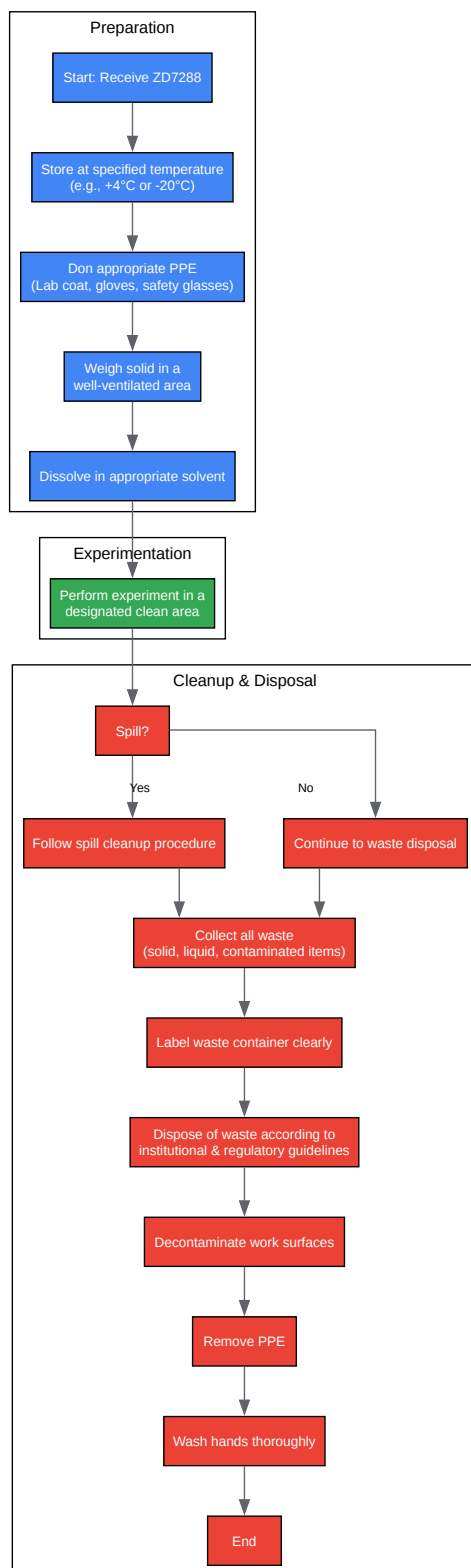 Preparation
Start: Receive ZD7288
Store at specified temperature
(e.g., +4°C or -20°C)
Don appropriate PPE
(Lab coat, gloves, safety glasses)
Weigh solid in a
well-ventilated area
Dissolve in appropriate solvent
Experimentation
Perform experiment in a
designated clean area
Cleanup & Disposal
Spill?
Yes
No
Follow spill cleanup procedure
Continue to waste disposal
Collect all waste
(solid, liquid, contaminated items)
Label waste container clearly
Dispose of waste according to
institutional & regulatory guidelines
Decontaminate work surfaces
Remove PPE
Wash hands thoroughly
End